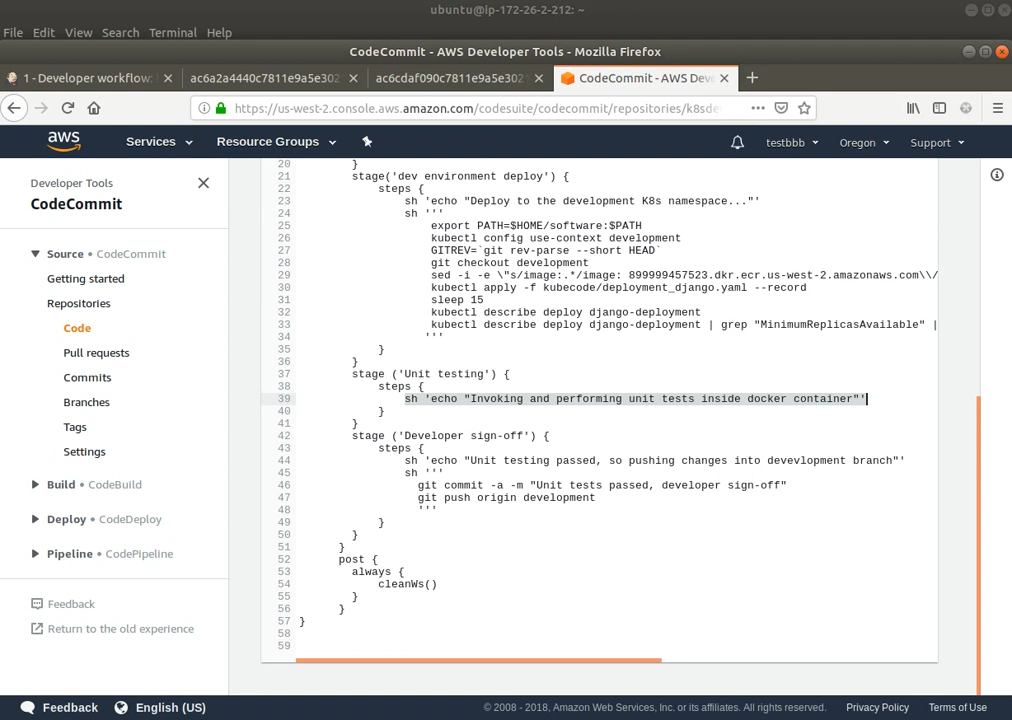 ubuntu@ip-172-26-2-212: ~
File Edit View Search Terminal Help
CodeCommit - AWS Developer Tools - Mozilla Firefox
1 - Developer workflow:
ac6a2a4440c7811e9a5e302
ac6cdaf090c7811e9a5e302
CodeCommit - AWS Deve
https://us-west-2.console.aws.amazon.com/codesuite/codecommit/repositories/k8sde
aws Services Resource Groups testbbb Oregon Support
Developer Tools
CodeCommit
Source • CodeCommit
Getting started
Repositories
Code
Pull requests
Commits
Branches
Tags
Settings
Build • CodeBuild
Deploy • CodeDeploy
Pipeline • CodePipeline
Feedback
Return to the old experience
20 }
21 stage('dev environment deploy') {
22 steps {
23 sh 'echo "Deploy to the development K8s namespace..."'
24 sh '''
25 export PATH=$HOME/software:$PATH
26 kubectl config use-context development
27 GITREV=`git rev-parse --short HEAD`
28 git checkout development
29 sed -i -e \"s/image:.*/image: 899999457523.dkr.ecr.us-west-2.amazonaws.com\\/
30 kubectl apply -f kubecode/deployment_django.yaml --record
31 sleep 15
32 kubectl describe deploy django-deployment
33 kubectl describe deploy django-deployment | grep "MinimumReplicasAvailable" |
34 '''
35 }
36 }
37 stage ('Unit testing') {
38 steps {
39 sh 'echo "Invoking and performing unit tests inside docker container"'
40 }
41 }
42 stage ('Developer sign-off') {
43 steps {
44 sh 'echo "Unit testing passed, so pushing changes into devevlopment branch"'
45 sh '''
46 git commit -a -m "Unit tests passed, developer sign-off"
47 git push origin development
48 '''
49 }
50 }
51 }
52 post {
53 always {
54 cleanWs()
55 }
56 }
57 }
58
59
Feedback English (US) © 2008 - 2018, Amazon Web Services, Inc. or its affiliates. All rights reserved. Privacy Policy Terms of Use